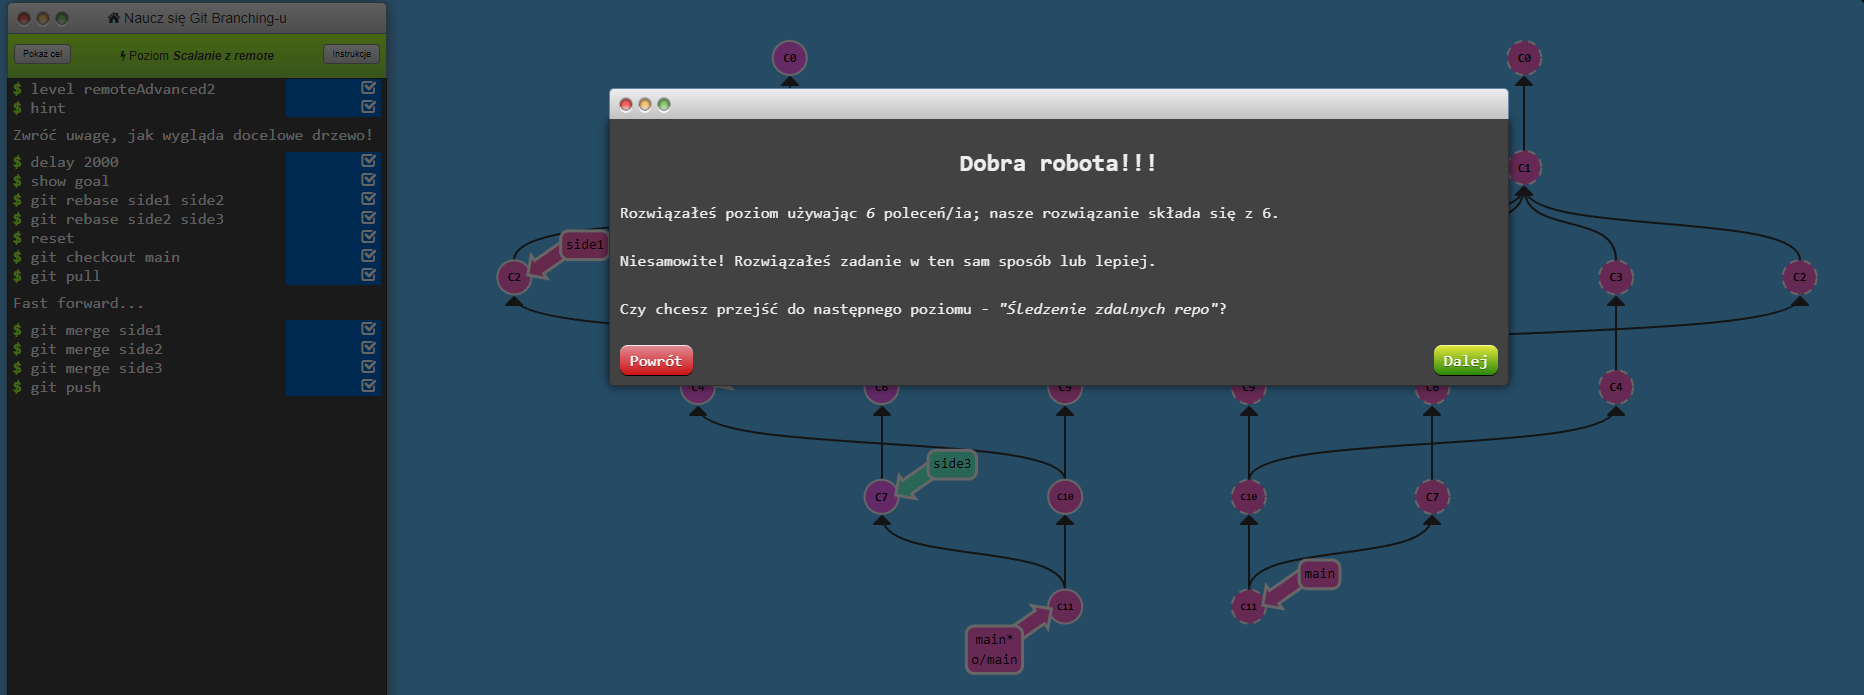 Naucz się Git Branching-u
Pokaż cel
Poziom Scalanie z remote
Instrukcje
$ level remoteAdvanced2
$ hint
Zwróć uwagę, jak wygląda docelowe drzewo!
$ delay 2000
$ show goal
$ git rebase side1 side2
$ git rebase side2 side3
$ reset
$ git checkout main
$ git pull
Fast forward...
$ git merge side1
$ git merge side2
$ git merge side3
$ git push
C0
C0
Dobra robota!!!
Rozwiązałeś poziom używając 6 poleceń/ia; nasze rozwiązanie składa się z 6.
Niesamowite! Rozwiązałeś zadanie w ten sam sposób lub lepiej.
Czy chcesz przejść do następnego poziomu - "Śledzenie zdalnych repo"?
Powrót
Dalej
C1
side1
C2
C3
C2
C4
C6
C9
C9
C6
C4
side3
C7
C10
C10
C7
main
C11
C11
main*
o/main